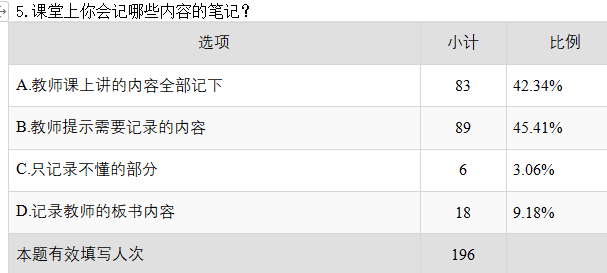 5.课堂上你会记哪些内容的笔记？
选项 小计 比例
A.教师课上讲的内容全部记下 83 42.34%
B.教师提示需要记录的内容 89 45.41%
C.只记录不懂的部分 6 3.06%
D.记录教师的板书内容 18 9.18%
本题有效填写人次 196